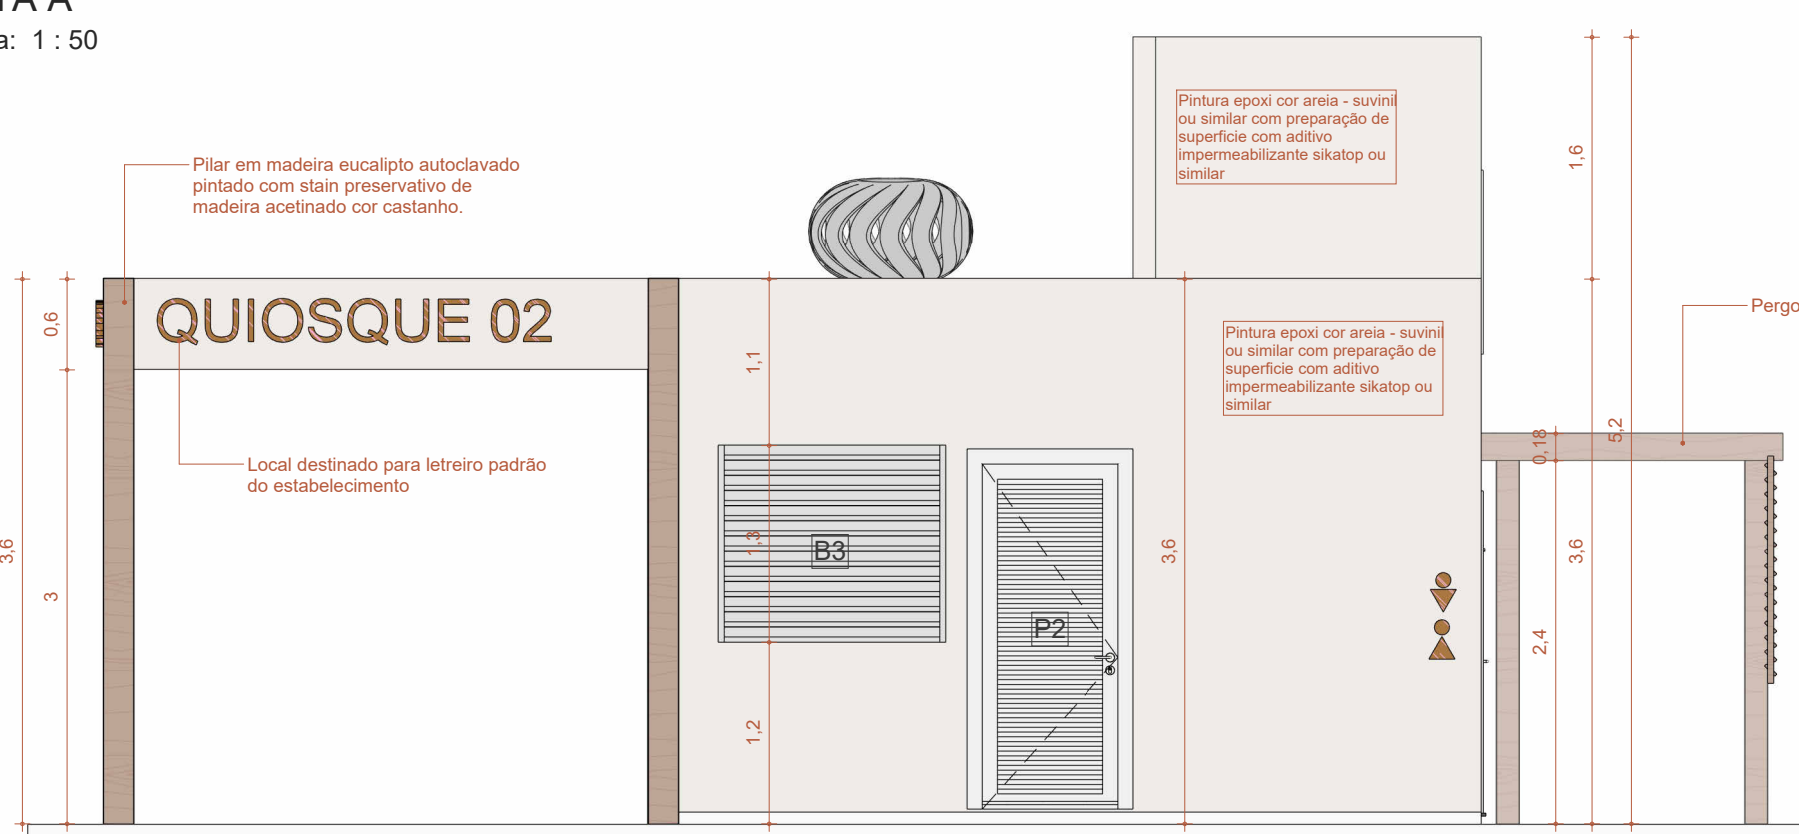 a: 1 : 50
Pintura epoxi cor areia - suvinil
ou similar com preparação de
superficie com aditivo
impermeabilizante sikatop ou
similar
1,6
Pilar em madeira eucalipto autoclavado
pintado com stain preservativo de
madeira acetinado cor castanho.
QUIOSQUE 02
0,6
Pergo
1,1
Pintura epoxi cor areia - suvinil
ou similar com preparação de
superficie com aditivo
impermeabilizante sikatop ou
similar
5,2
0,18
Local destinado para letreiro padrão
do estabelecimento
3,6
1,3
B3
3,6
3,6
3
P2
2,4
1,2